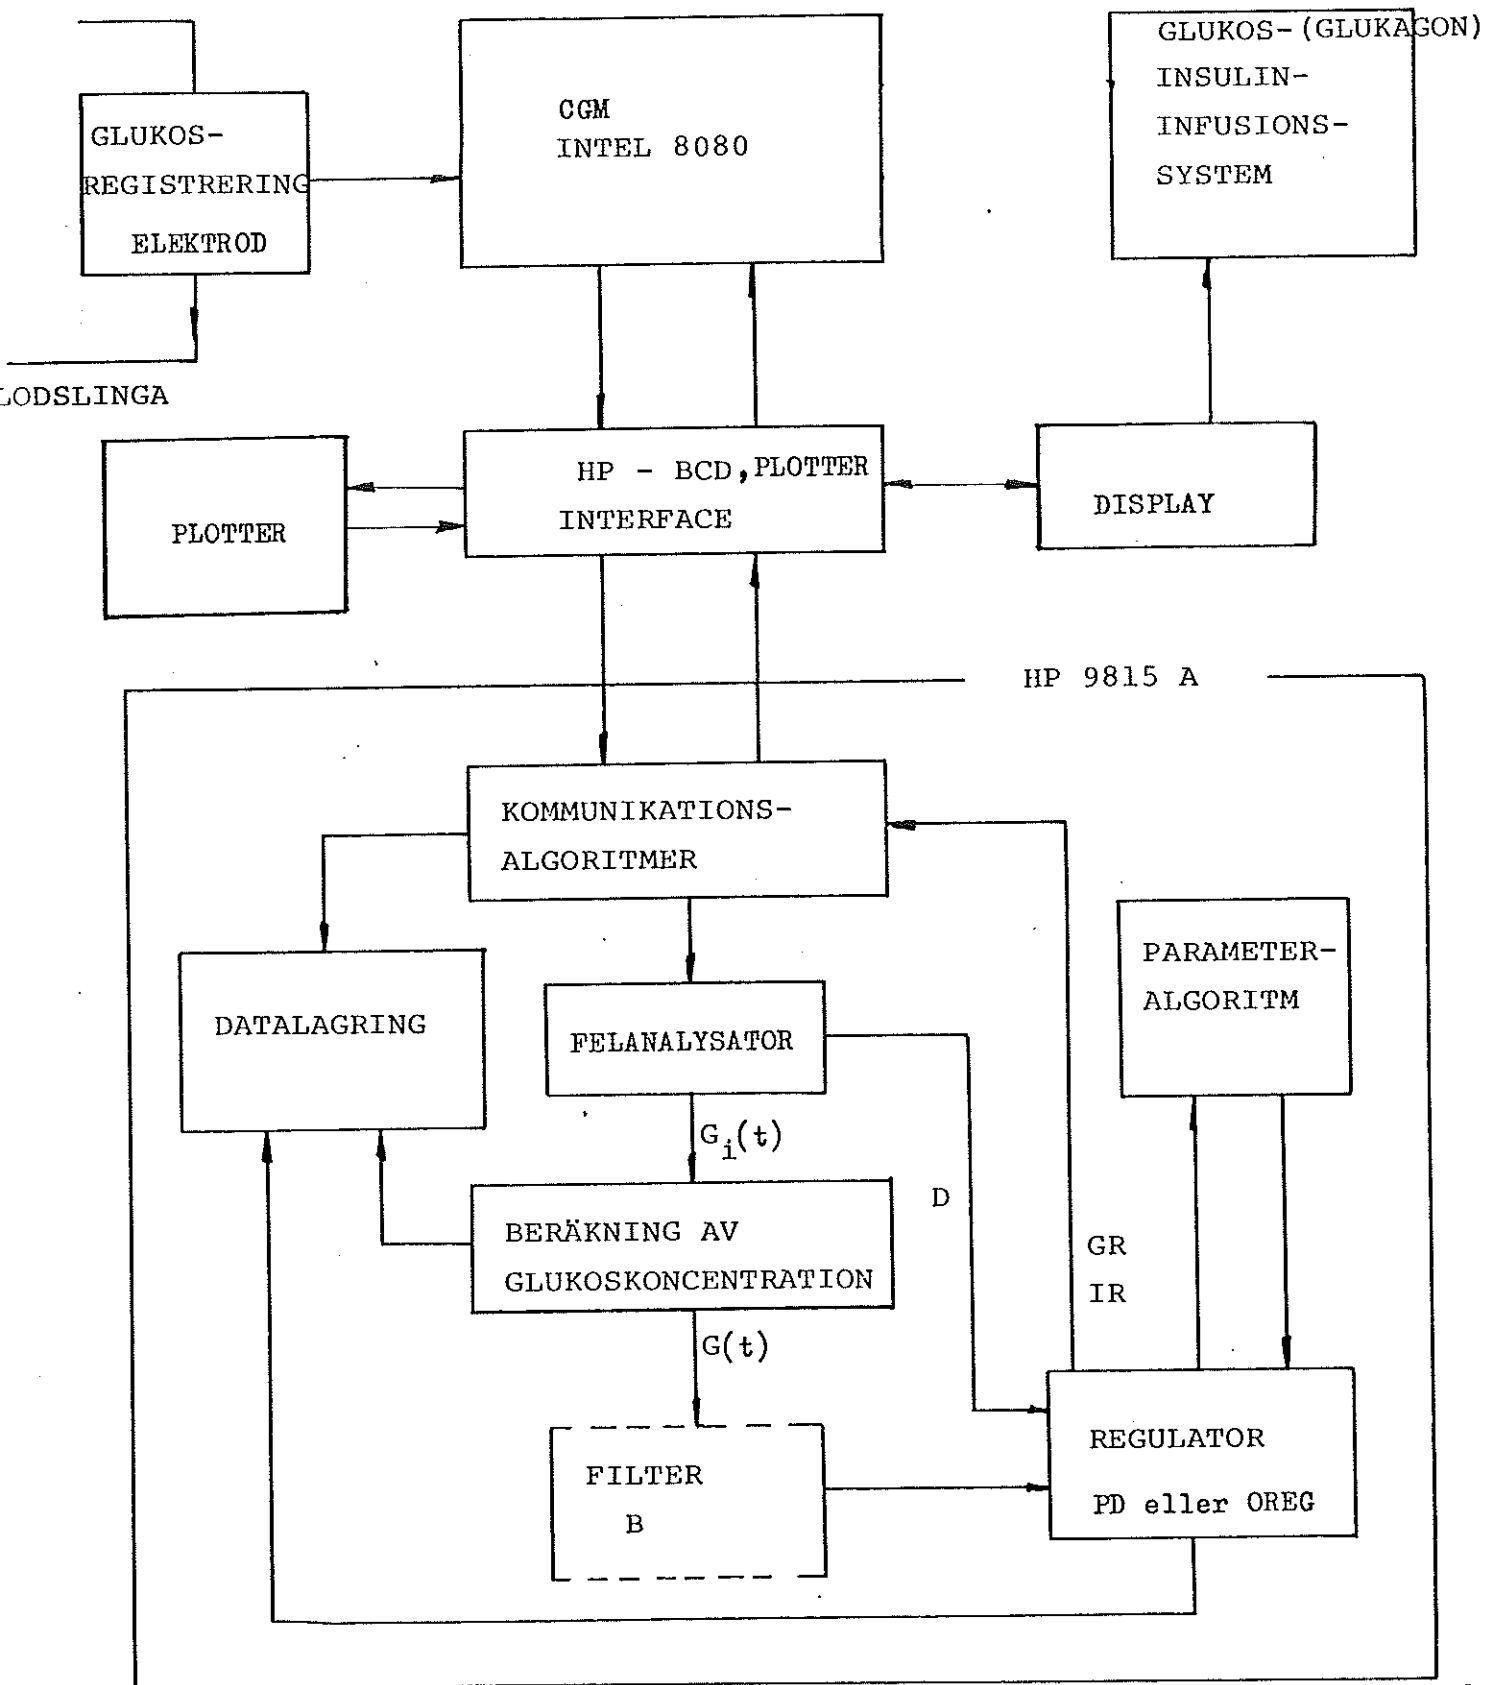 GLUKOS-
REGISTRERING
ELEKTROD
CGM
INTEL 8080
GLUKOS-(GLUKAGON)
INSULIN-
INFUSIONS-
SYSTEM
LODSLINGA
PLOTTER
HP - BCD, PLOTTER
INTERFACE
DISPLAY
HP 9815 A
KOMMUNIKATIONS-
ALGORITMER
PARAMETER-
ALGORITM
DATALAGRING
FELANALYSATOR
Gi(t)
BERÄKNING AV
GLUKOSKONCENTRATION
D
GR
IR
G(t)
FILTER
B
REGULATOR
PD eller OREG